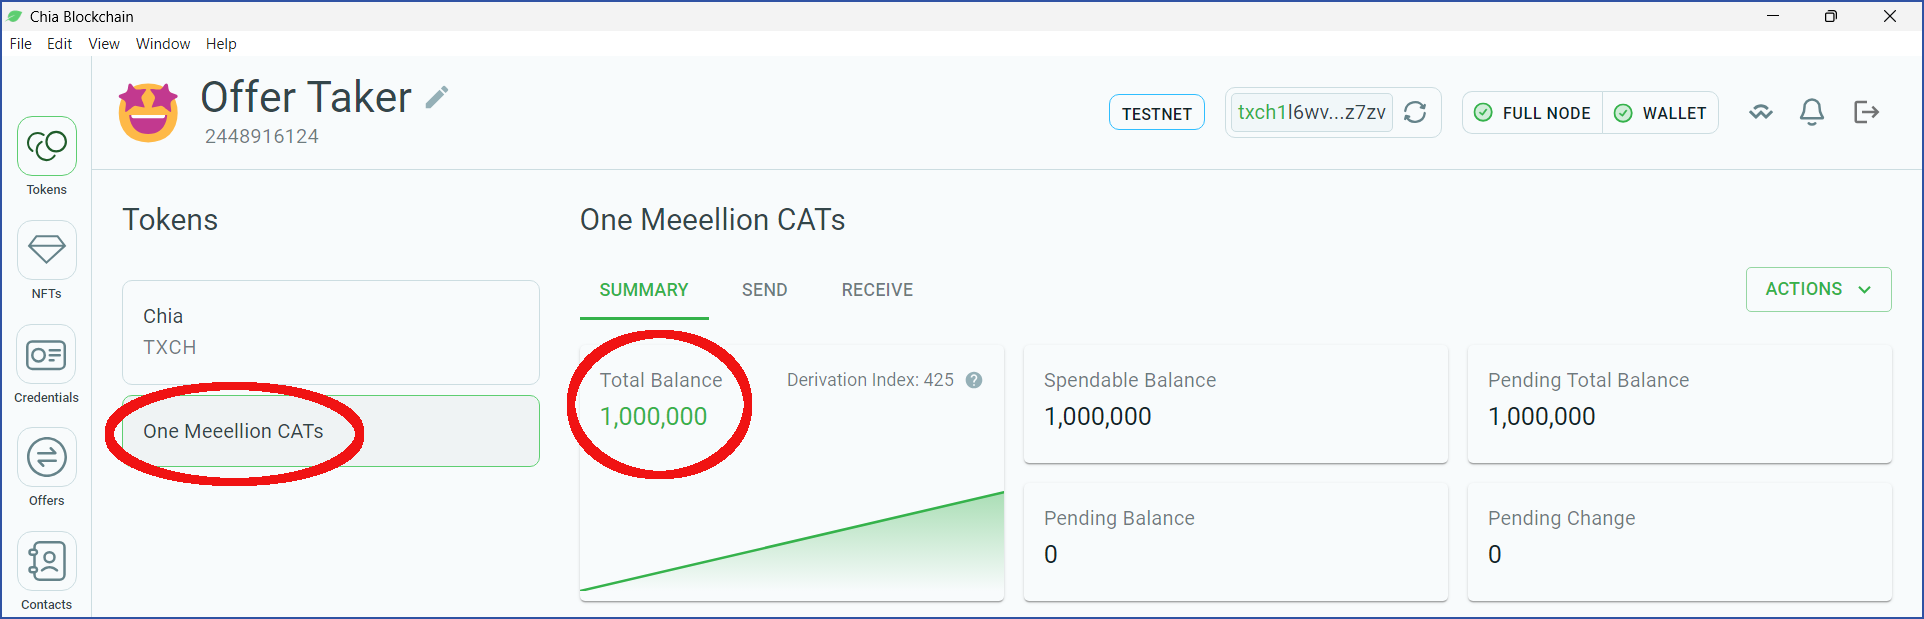 Chia Blockchain
File Edit View Window Help
Offer Taker
2448916124
TESTNET
txch1l6wv...z7zv
FULL NODE
WALLET
Tokens
NFTs
Credentials
Offers
Contacts
Tokens
Chia
TXCH
One Meeellion CATs
One Meeellion CATs
SUMMARY SEND RECEIVE
ACTIONS
Total Balance
1,000,000
Derivation Index: 425 ?
Spendable Balance
1,000,000
Pending Total Balance
1,000,000
Pending Balance
0
Pending Change
0